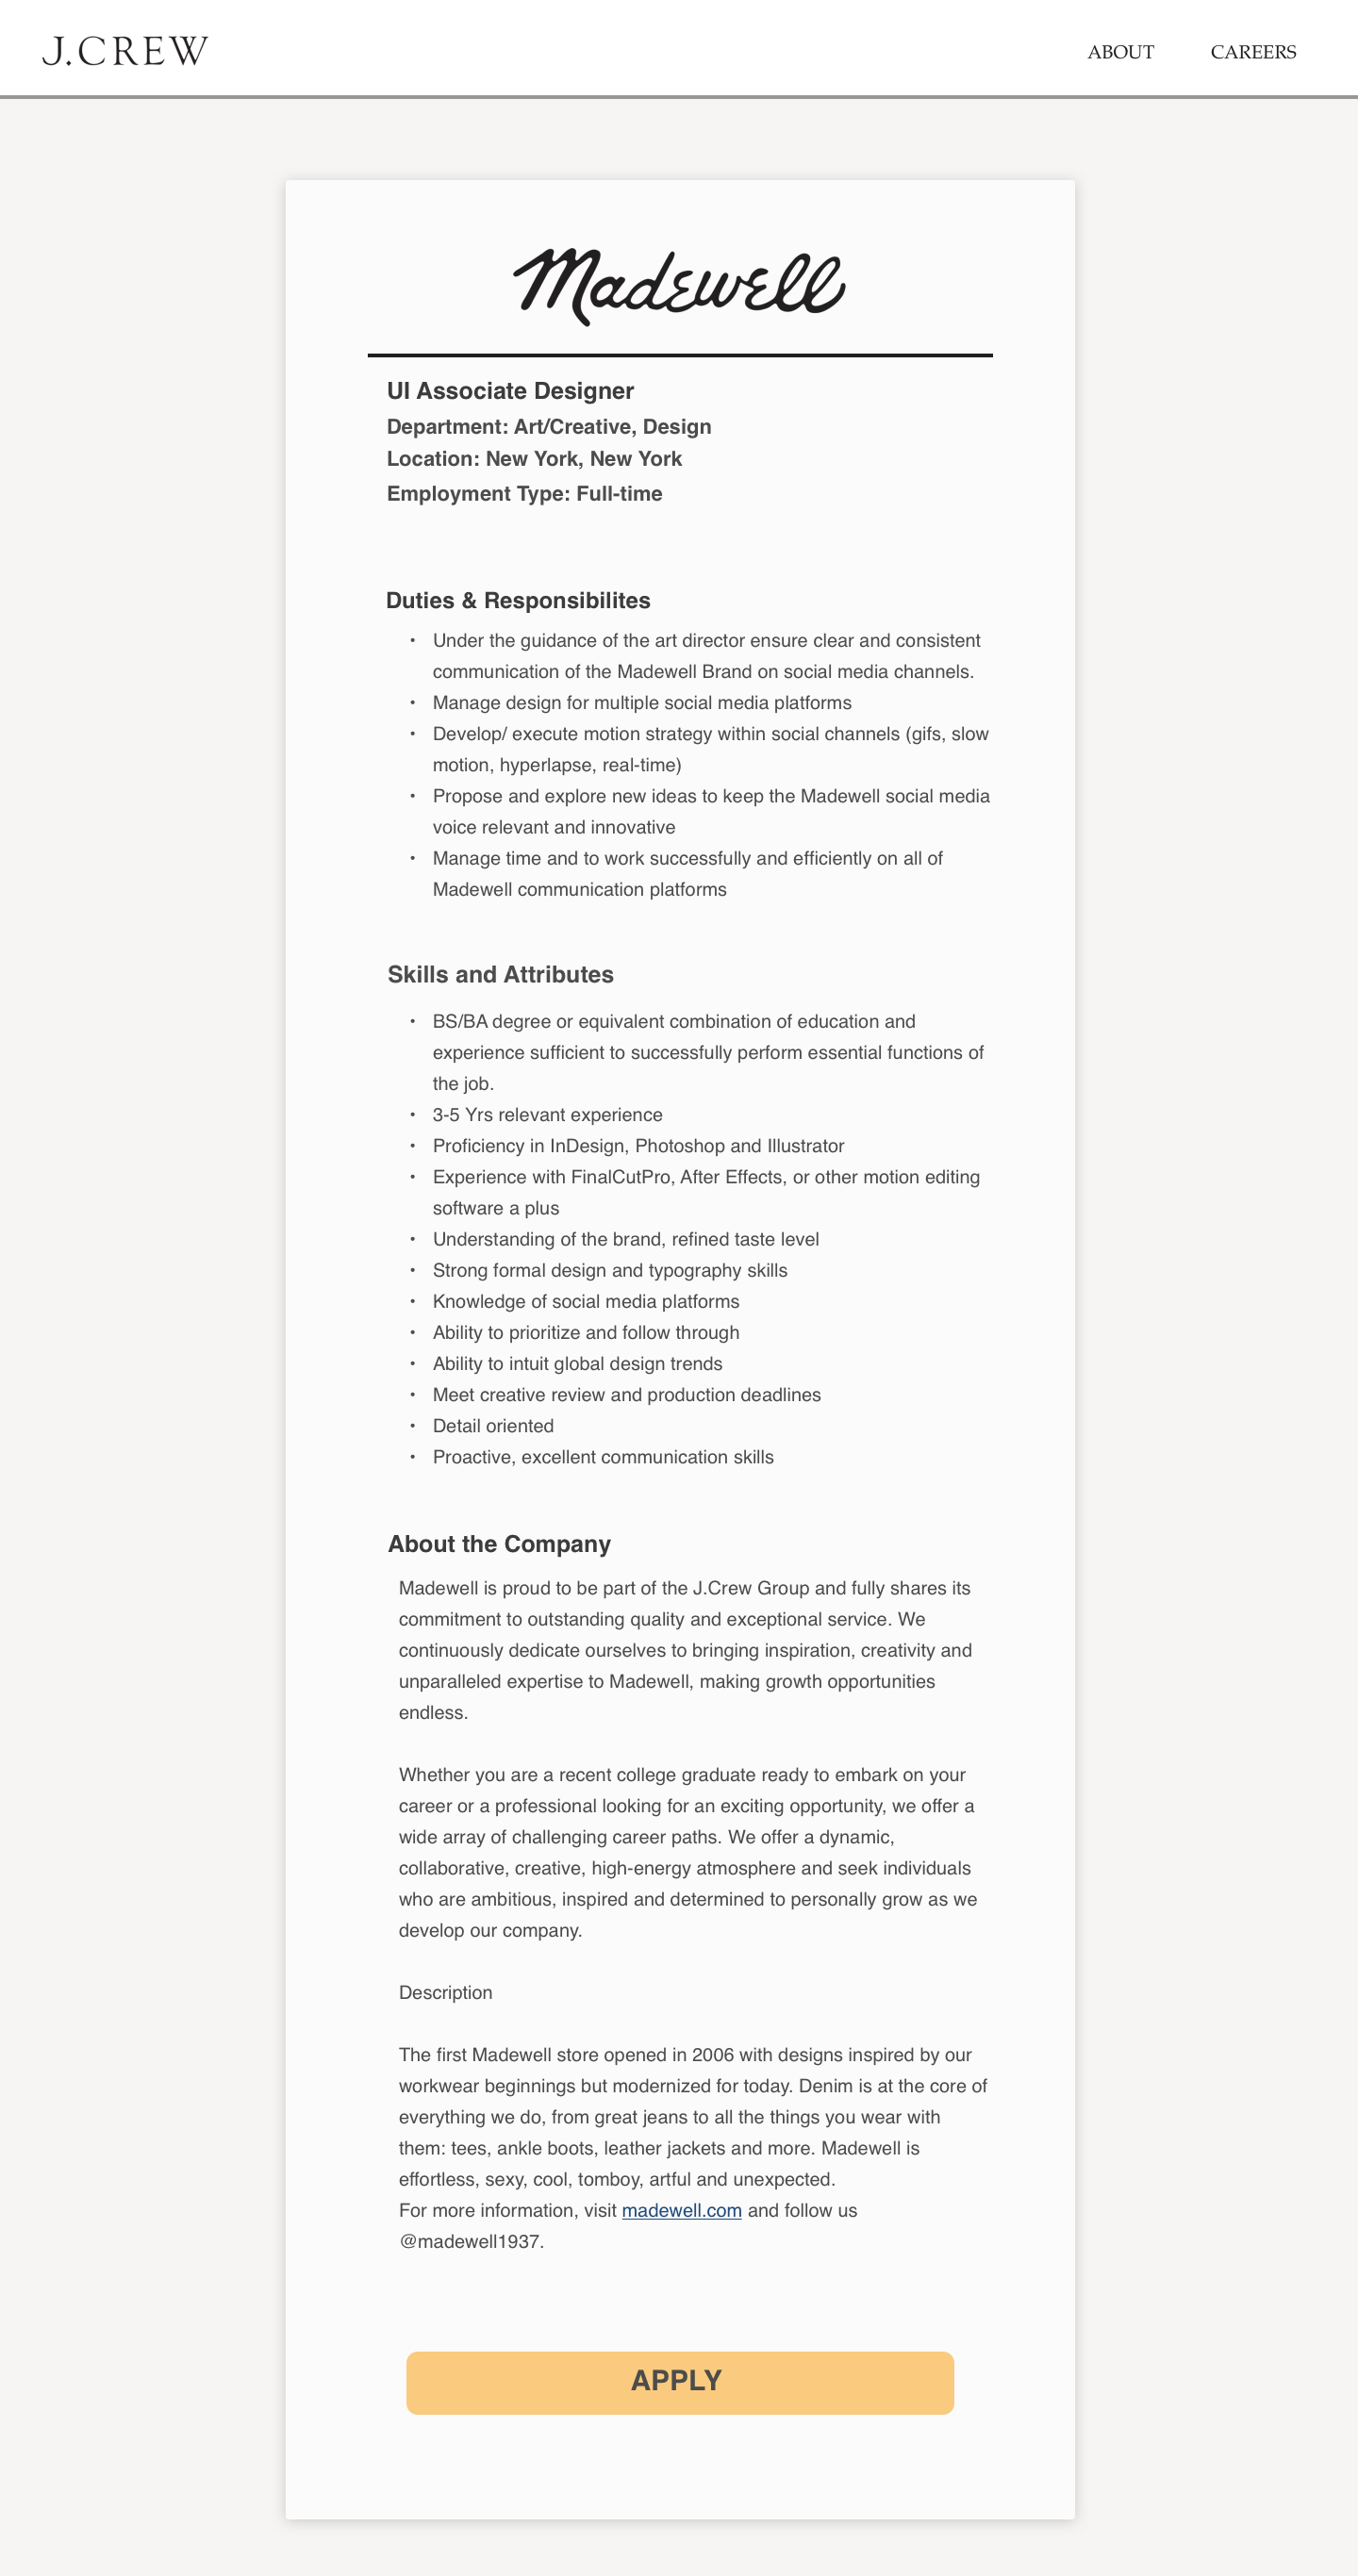 J.CREW
ABOUT CAREERS
Madewell
UI Associate Designer
Department: Art/Creative, Design
Location: New York, New York
Employment Type: Full-time
Duties & Responsibilites
• Under the guidance of the art director ensure clear and consistent
communication of the Madewell Brand on social media channels.
• Manage design for multiple social media platforms
• Develop/ execute motion strategy within social channels (gifs, slow
motion, hyperlapse, real-time)
• Propose and explore new ideas to keep the Madewell social media
voice relevant and innovative
• Manage time and to work successfully and efficiently on all of
Madewell communication platforms
Skills and Attributes
• BS/BA degree or equivalent combination of education and
experience sufficient to successfully perform essential functions of
the job.
• 3-5 Yrs relevant experience
• Proficiency in InDesign, Photoshop and Illustrator
• Experience with FinalCutPro, After Effects, or other motion editing
software a plus
• Understanding of the brand, refined taste level
• Strong formal design and typography skills
• Knowledge of social media platforms
• Ability to prioritize and follow through
• Ability to intuit global design trends
• Meet creative review and production deadlines
• Detail oriented
• Proactive, excellent communication skills
About the Company
Madewell is proud to be part of the J.Crew Group and fully shares its
commitment to outstanding quality and exceptional service. We
continuously dedicate ourselves to bringing inspiration, creativity and
unparalleled expertise to Madewell, making growth opportunities
endless.
Whether you are a recent college graduate ready to embark on your
career or a professional looking for an exciting opportunity, we offer a
wide array of challenging career paths. We offer a dynamic,
collaborative, creative, high-energy atmosphere and seek individuals
who are ambitious, inspired and determined to personally grow as we
develop our company.
Description
The first Madewell store opened in 2006 with designs inspired by our
workwear beginnings but modernized for today. Denim is at the core of
everything we do, from great jeans to all the things you wear with
them: tees, ankle boots, leather jackets and more. Madewell is
effortless, sexy, cool, tomboy, artful and unexpected.
For more information, visit madewell.com and follow us
@madewell1937.
APPLY